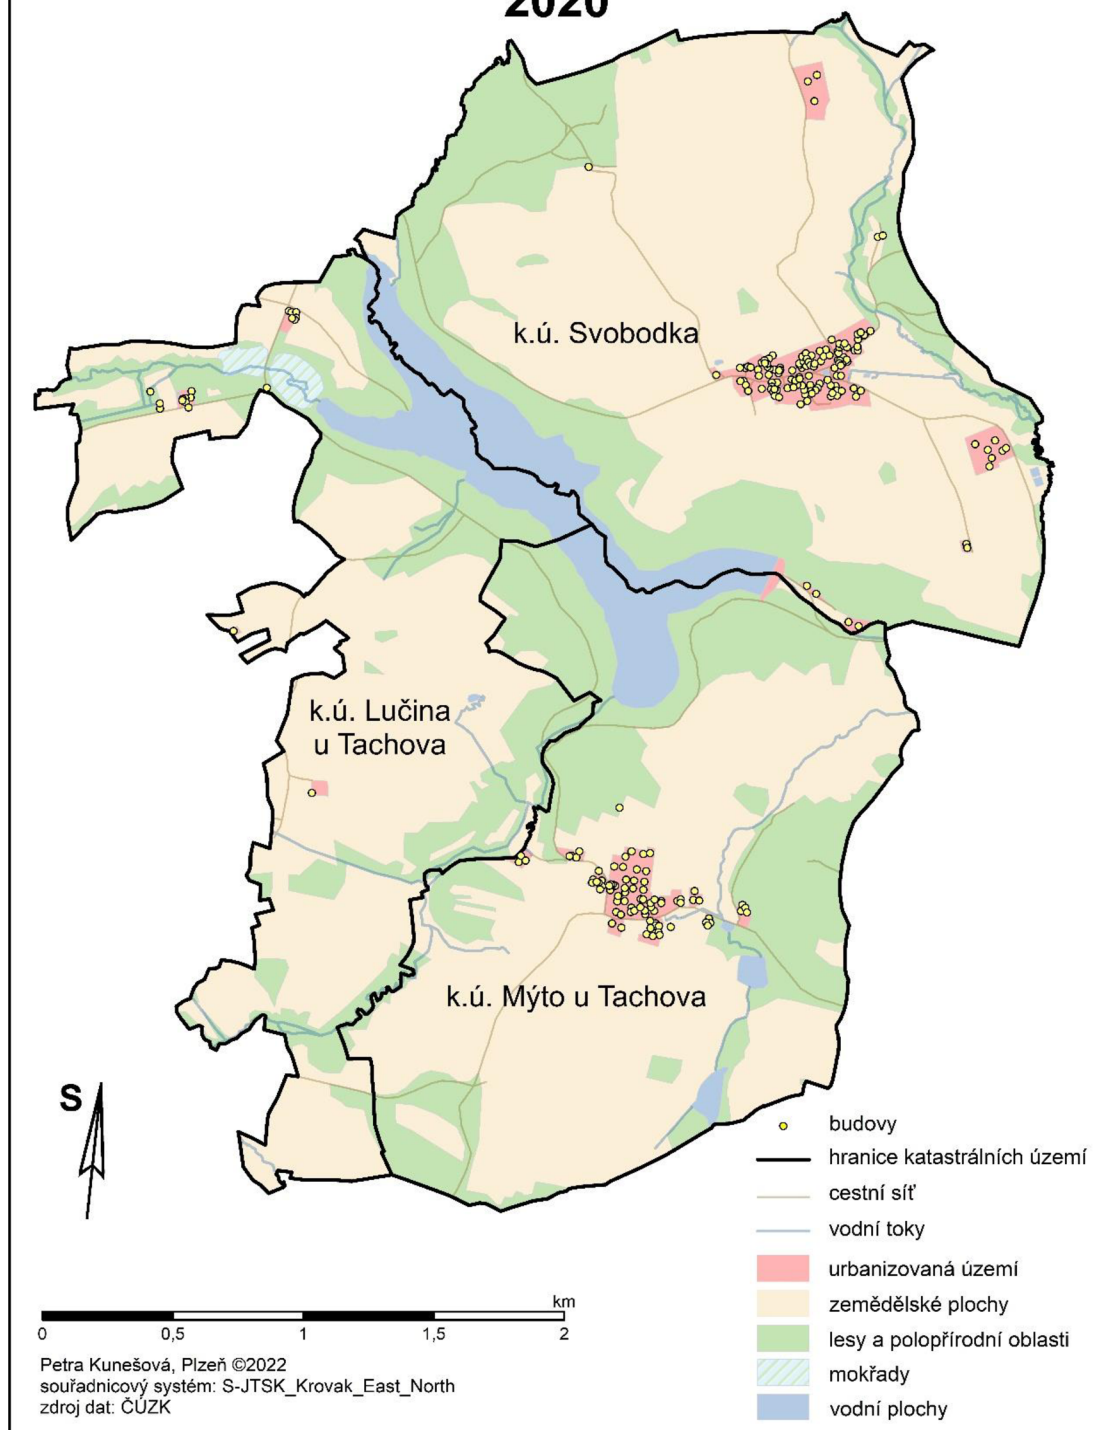 2020
k.ú. Svobodka
k.ú. Lučina
u Tachova
k.ú. Mýto u Tachova
S
budovy
hranice katastrálních území
cestní síť
vodní toky
urbanizovaná území
zemědělské plochy
lesy a polopřírodní oblasti
mokřady
vodní plochy
km
0 0,5 1 1,5 2
Petra Kunešová, Plzeň ©2022
souřadnicový systém: S-JTSK_Krovak_East_North
zdroj dat: ČÚZK